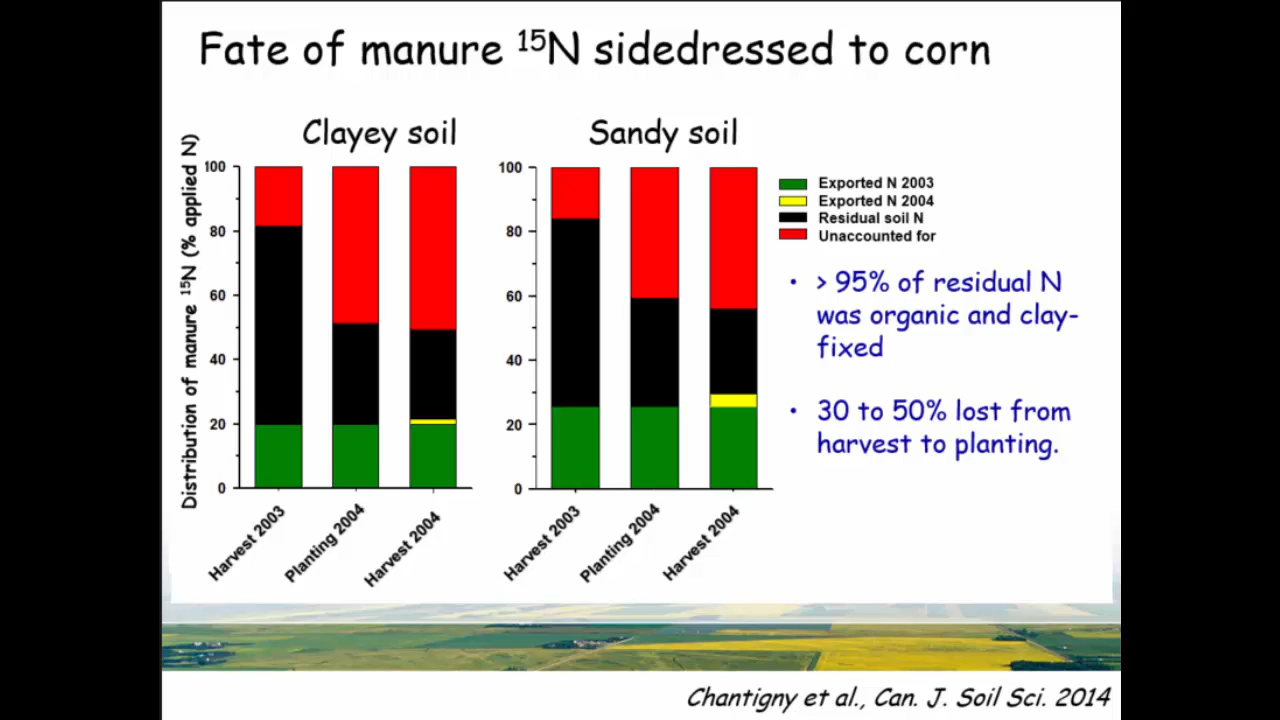 Fate of manure ¹⁵N sidedressed to corn
Clayey soil
Sandy soil
Distribution of manure ¹⁵N (% applied N)
100
80
60
40
20
0
Harvest 2003
Planting 2004
Harvest 2004
100
80
60
40
20
0
Harvest 2003
Planting 2004
Harvest 2004
Exported N 2003
Exported N 2004
Residual soil N
Unaccounted for
• > 95% of residual N
was organic and clay-
fixed
• 30 to 50% lost from
harvest to planting.
Chantigny et al., Can. J. Soil Sci. 2014